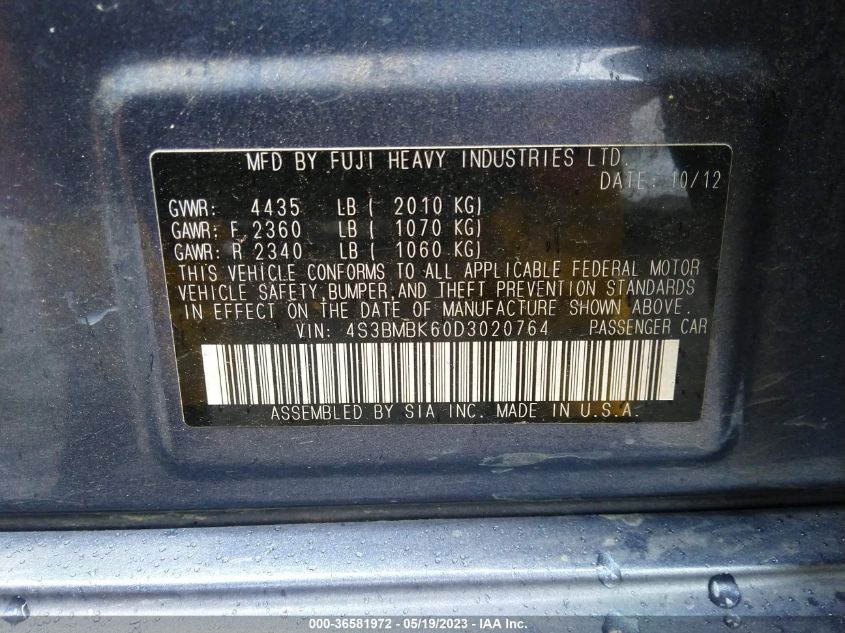 MFD BY FUJI HEAVY INDUSTRIES LTD.
DATE: 10/12
GVWR: 4435 LB ( 2010 KG)
GAWR: F 2360 LB ( 1070 KG)
GAWR: R 2340 LB ( 1060 KG)
THIS VEHICLE CONFORMS TO ALL APPLICABLE FEDERAL MOTOR
VEHICLE SAFETY, BUMPER, AND THEFT PREVENTION STANDARDS
IN EFFECT ON THE DATE OF MANUFACTURE SHOWN ABOVE.
VIN: 4S3BMBK60D3020764 PASSENGER CAR
ASSEMBLED BY SIA INC. MADE IN U.S.A.
000-36581972 - 05/19/2023 - IAA Inc.